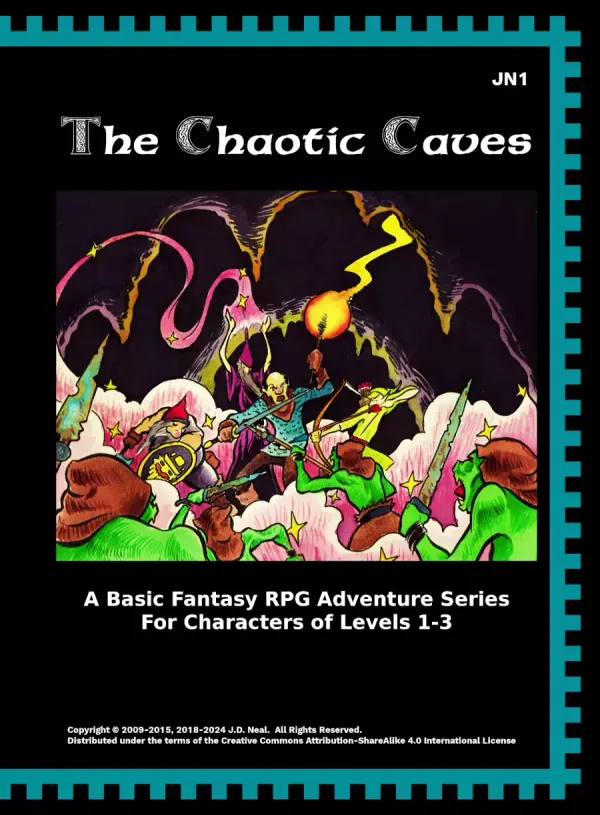 JN1
The Chaotic Caves
A Basic Fantasy RPG Adventure Series
For Characters of Levels 1-3
Copyright © 2009-2015, 2018-2024 J.D. Neal. All Rights Reserved.
Distributed under the terms of the Creative Commons Attribution-ShareAlike 4.0 International License